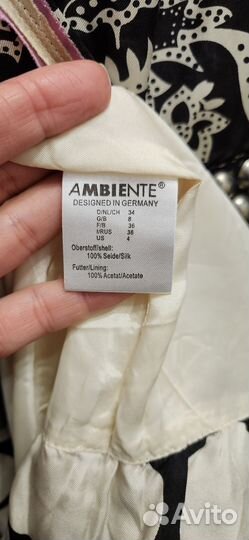 AMBIENTE®
DESIGNED IN GERMANY
D/NL/CH 34
G/B 8
F/B 36
I/RUS 36
US 4
Oberstoff/shell:
100% Seide/Silk
Futter/Lining:
100% Acetat/Acetate
Avito